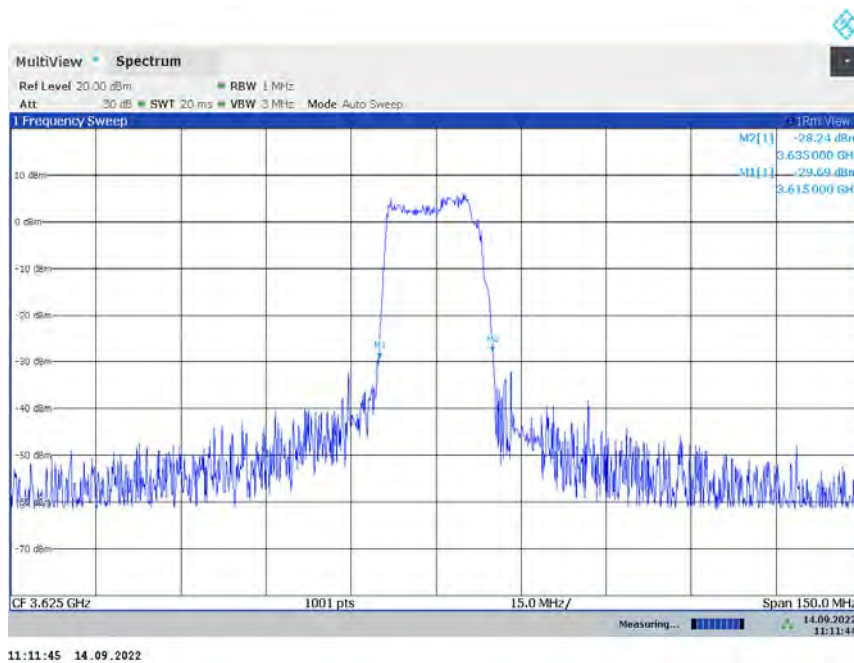 MultiView Spectrum
Ref Level 20.00 dBm RBW 1 MHz
Att 30 dB SWT 20 ms VBW 3 MHz Mode Auto Sweep
1 Frequency Sweep 1Rm View
M2[1] -28.24 dBm
3.635000 GH
M1[1] -29.69 dBm
3.615000 GH
10 dBm
0 dBm
-10 dBm
-20 dBm
M1 M2
-30 dBm
-40 dBm
-50 dBm
-60 dBm
-70 dBm
CF 3.625 GHz 1001 pts 15.0 MHz/ Span 150.0 MHz
Measuring... 14.09.2022
11:11:44
11:11:45 14.09.2022